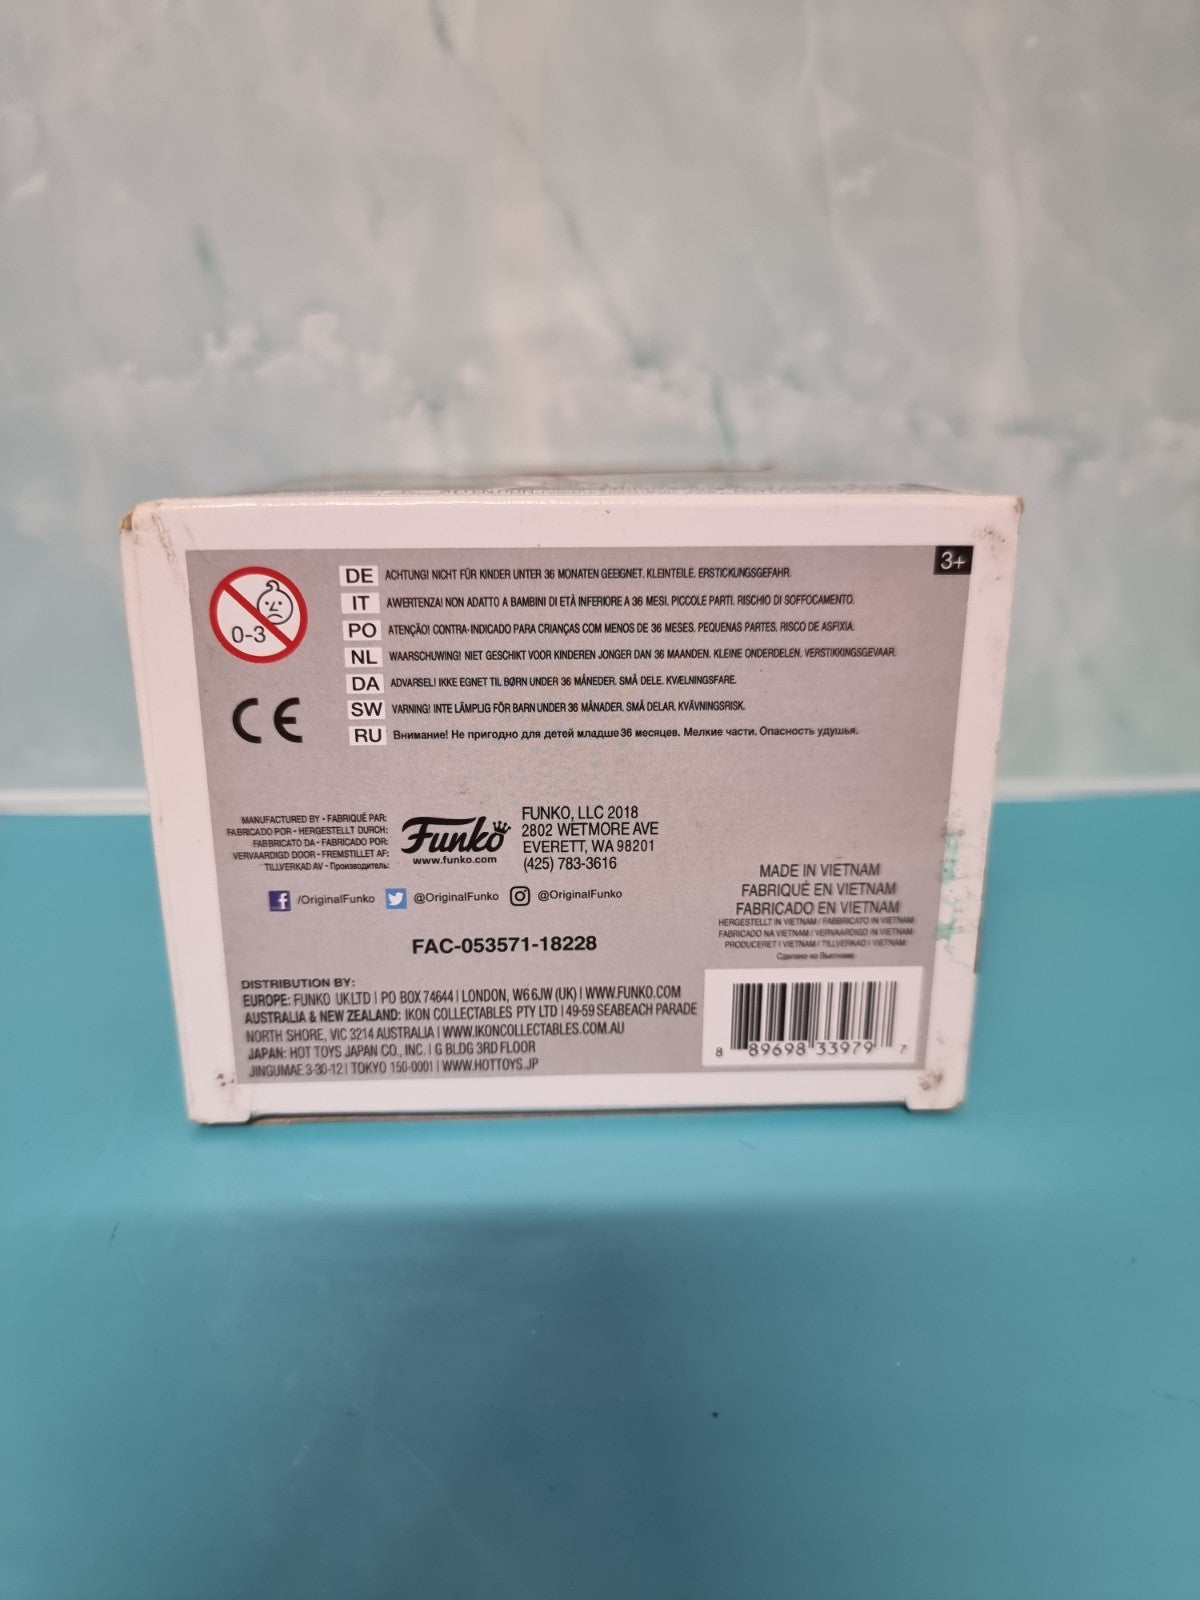 3+
0-3
DE ACHTUNG! NICHT FÜR KINDER UNTER 36 MONATEN GEEIGNET. KLEINTEILE. ERSTICKUNGSGEFAHR.
IT AWERTENZA! NON ADATTO A BAMBINI DI ETÀ INFERIORE A 36 MESI. PICCOLE PARTI. RISCHIO DI SOFFOCAMENTO.
PO ATENÇÃO! CONTRA-INDICADO PARA CRIANÇAS COM MENOS DE 36 MESES. PEQUENAS PARTES. RISCO DE ASFIXIA.
NL WAARSCHUWING! NIET GESCHIKT VOOR KINDEREN JONGER DAN 36 MAANDEN. KLEINE ONDERDELEN. VERSTIKKINGSGEVAAR.
DA ADVARSEL! IKKE EGNET TIL BØRN UNDER 36 MÅNEDER. SMÅ DELE. KVÆLNINGSFARE.
SW VARNING! INTE LÄMPLIG FÖR BARN UNDER 36 MÅNADER. SMÅ DELAR. KVÄVNINGSRISK.
RU Внимание! Не пригодно для детей младше 36 месяцев. Мелкие части. Опасность удушья.
CE
MANUFACTURED BY • FABRIQUÉ PAR:
FABRICADO POR • HERGESTELLT DURCH:
FABBRICATO DA • FABRICADO POR:
VERVAARDIGD DOOR • FREMSTILLET AF:
TILLVERKAD AV • Производитель:
Funko
www.funko.com
FUNKO, LLC 2018
2802 WETMORE AVE
EVERETT, WA 98201
(425) 783-3616
/OriginalFunko @OriginalFunko @OriginalFunko
FAC-053571-18228
MADE IN VIETNAM
FABRIQUÉ EN VIETNAM
FABRICADO EN VIETNAM
HERGESTELLT IN VIETNAM / FABBRICATO IN VIETNAM
FABRICADO NA VIETNAM / VERVAARDIGD IN VIETNAM
PRODUCERET I VIETNAM / TILLVERKAD I VIETNAM
Сделано во Вьетнаме
DISTRIBUTION BY:
EUROPE: FUNKO UK LTD | PO BOX 74644 | LONDON, W6 6JW (UK) | WWW.FUNKO.COM
AUSTRALIA & NEW ZEALAND: IKON COLLECTABLES PTY LTD | 49-59 SEABEACH PARADE
NORTH SHORE, VIC 3214 AUSTRALIA | WWW.IKONCOLLECTABLES.COM.AU
JAPAN: HOT TOYS JAPAN CO., INC. | G BLDG 3RD FLOOR
JINGUMAE 3-30-12 | TOKYO 150-0001 | WWW.HOTTOYS.JP
8 89698 33979 7